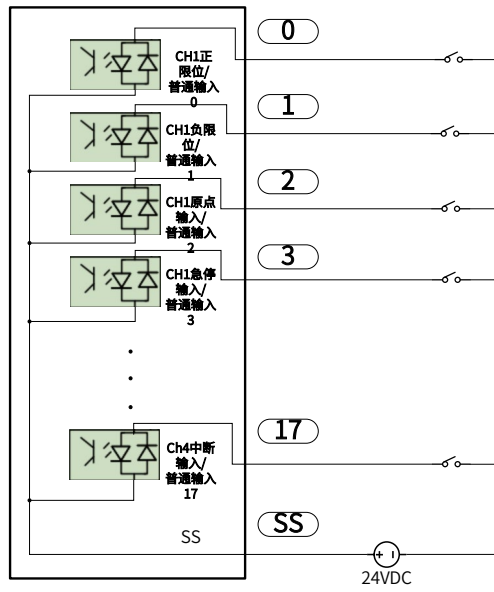 0
CH1正
限位/
普通输入
0
1
CH1负限
位/
普通输入
1
2
CH1原点
输入/
普通输入
2
3
CH1急停
输入/
普通输入
3
17
Ch4中断
输入/
普通输入
17
SS
SS
24VDC